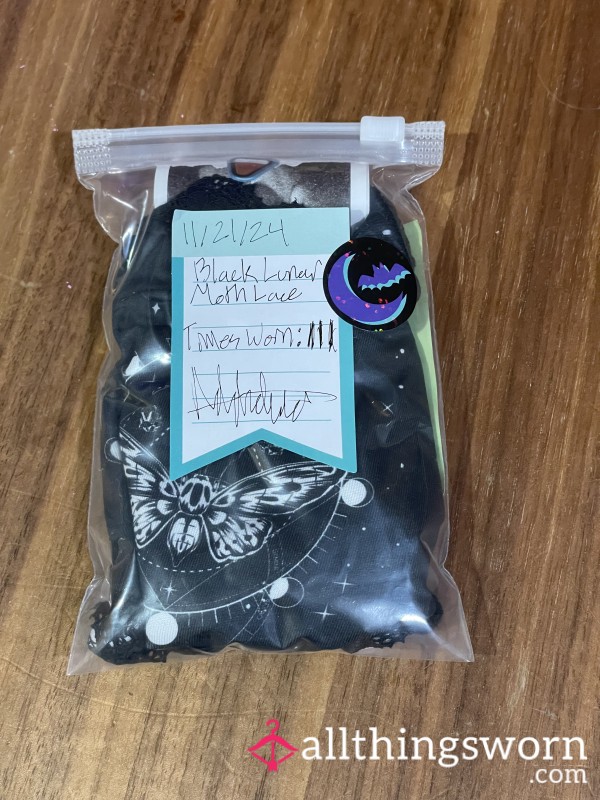 11/21/24
Black Lunar
Moth Lace
Times Worn:
allthingsworn
.com